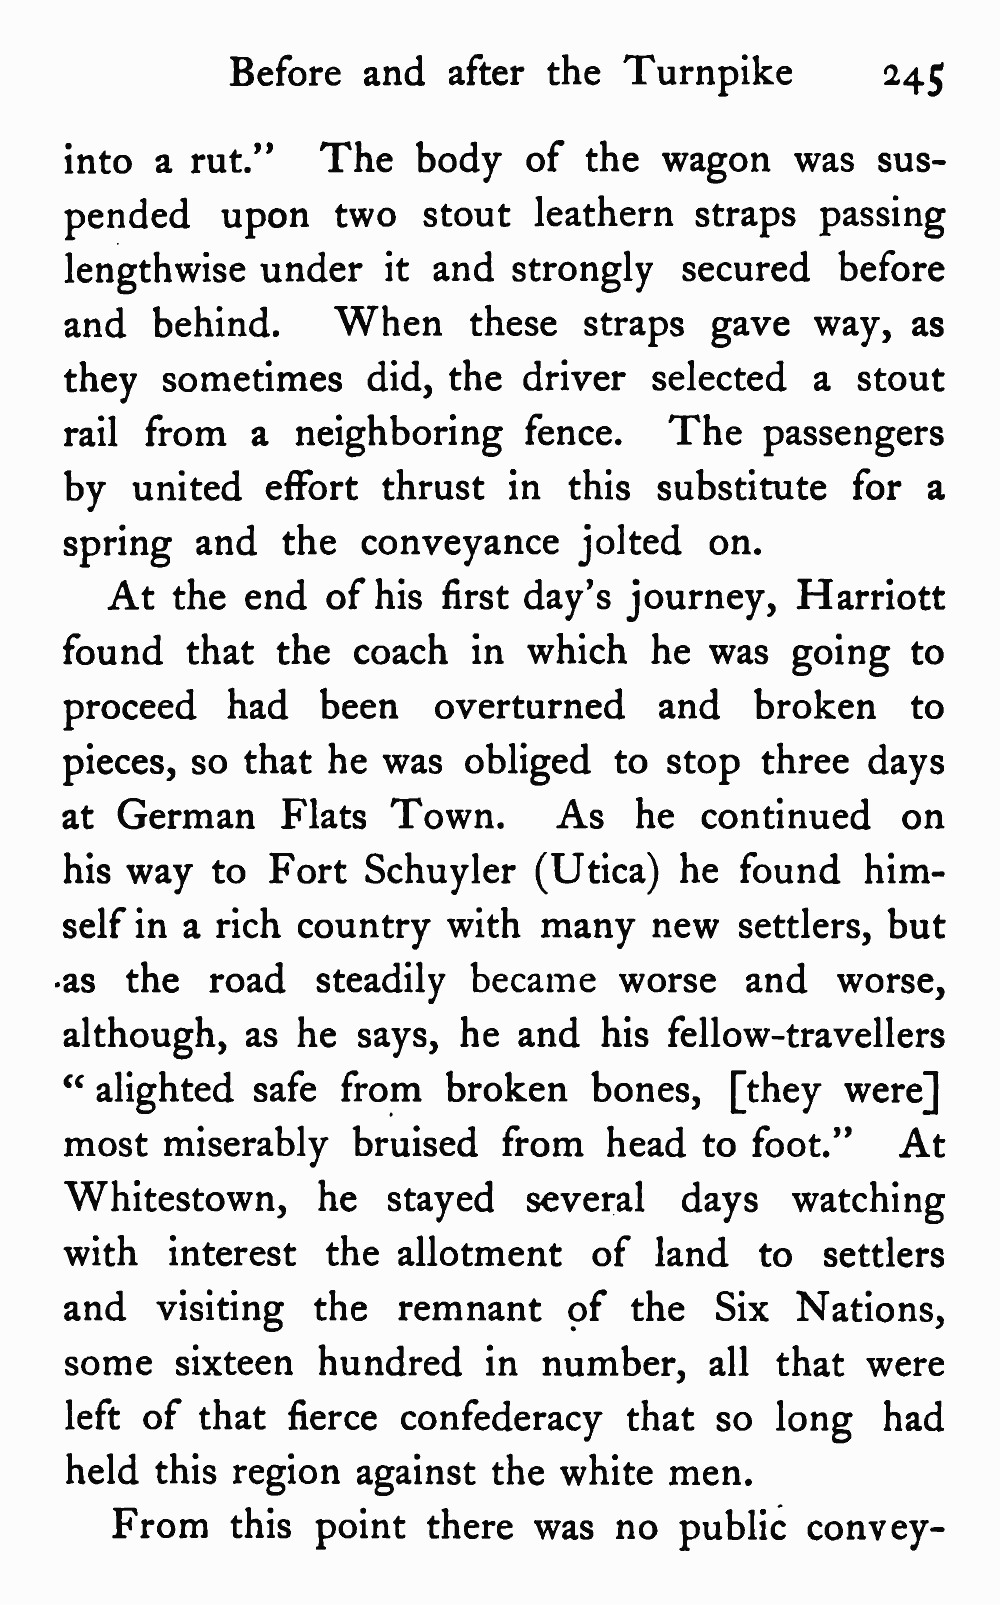 Before and after the Turnpike 245
into a rut.” The body of the wagon was sus-
pended upon two stout leathern straps passing
lengthwise under it and strongly secured before
and behind. When these straps gave way, as
they sometimes did, the driver selected a stout
rail from a neighboring fence. The passengers
by united effort thrust in this substitute for a
spring and the conveyance jolted on.
At the end of his first day’s journey, Harriott
found that the coach in which he was going to
proceed had been overturned and broken to
pieces, so that he was obliged to stop three days
at German Flats Town. As he continued on
his way to Fort Schuyler (Utica) he found him-
self in a rich country with many new settlers, but
as the road steadily became worse and worse,
although, as he says, he and his fellow-travellers
“ alighted safe from broken bones, [they were]
most miserably bruised from head to foot.” At
Whitestown, he stayed several days watching
with interest the allotment of land to settlers
and visiting the remnant of the Six Nations,
some sixteen hundred in number, all that were
left of that fierce confederacy that so long had
held this region against the white men.
From this point there was no public convey-